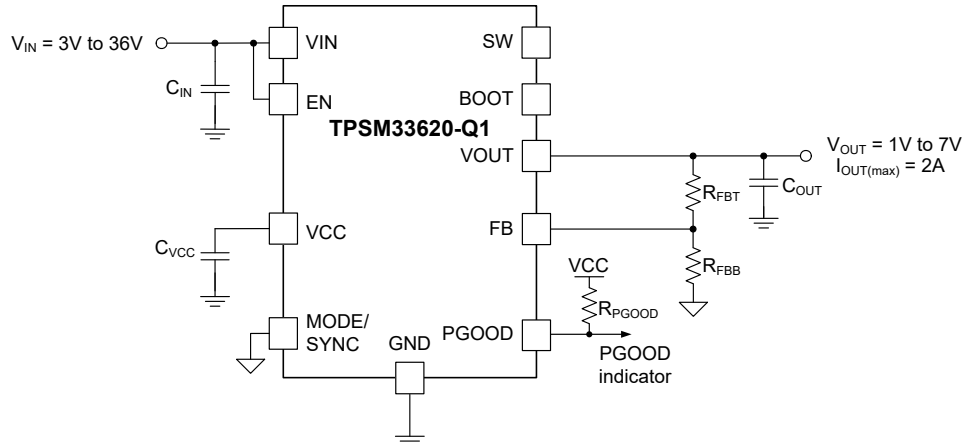 V_IN = 3V to 36V
VIN
SW
C_IN
EN
BOOT
TPSM33620-Q1
VOUT
V_OUT = 1V to 7V
I_OUT(max) = 2A
R_FBT
C_OUT
VCC
FB
C_VCC
R_FBB
VCC
R_PGOOD
MODE/
SYNC
GND
PGOOD
PGOOD
indicator